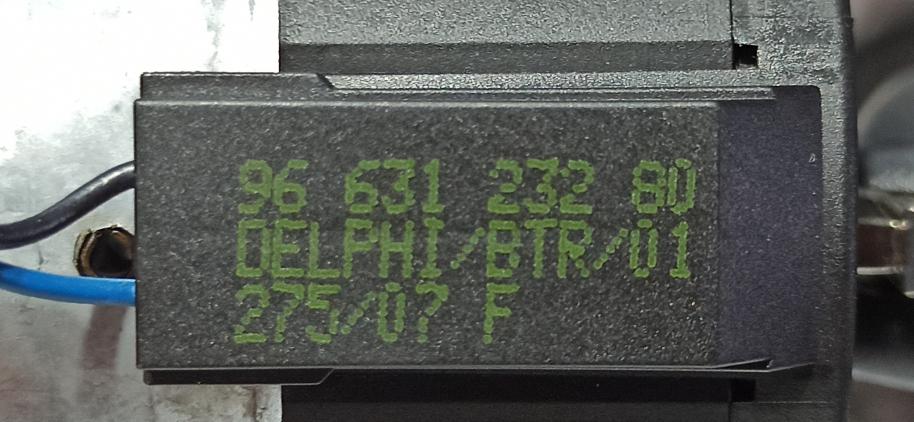 96 631 232 80
DELPHI/BTR/01
275/07 F